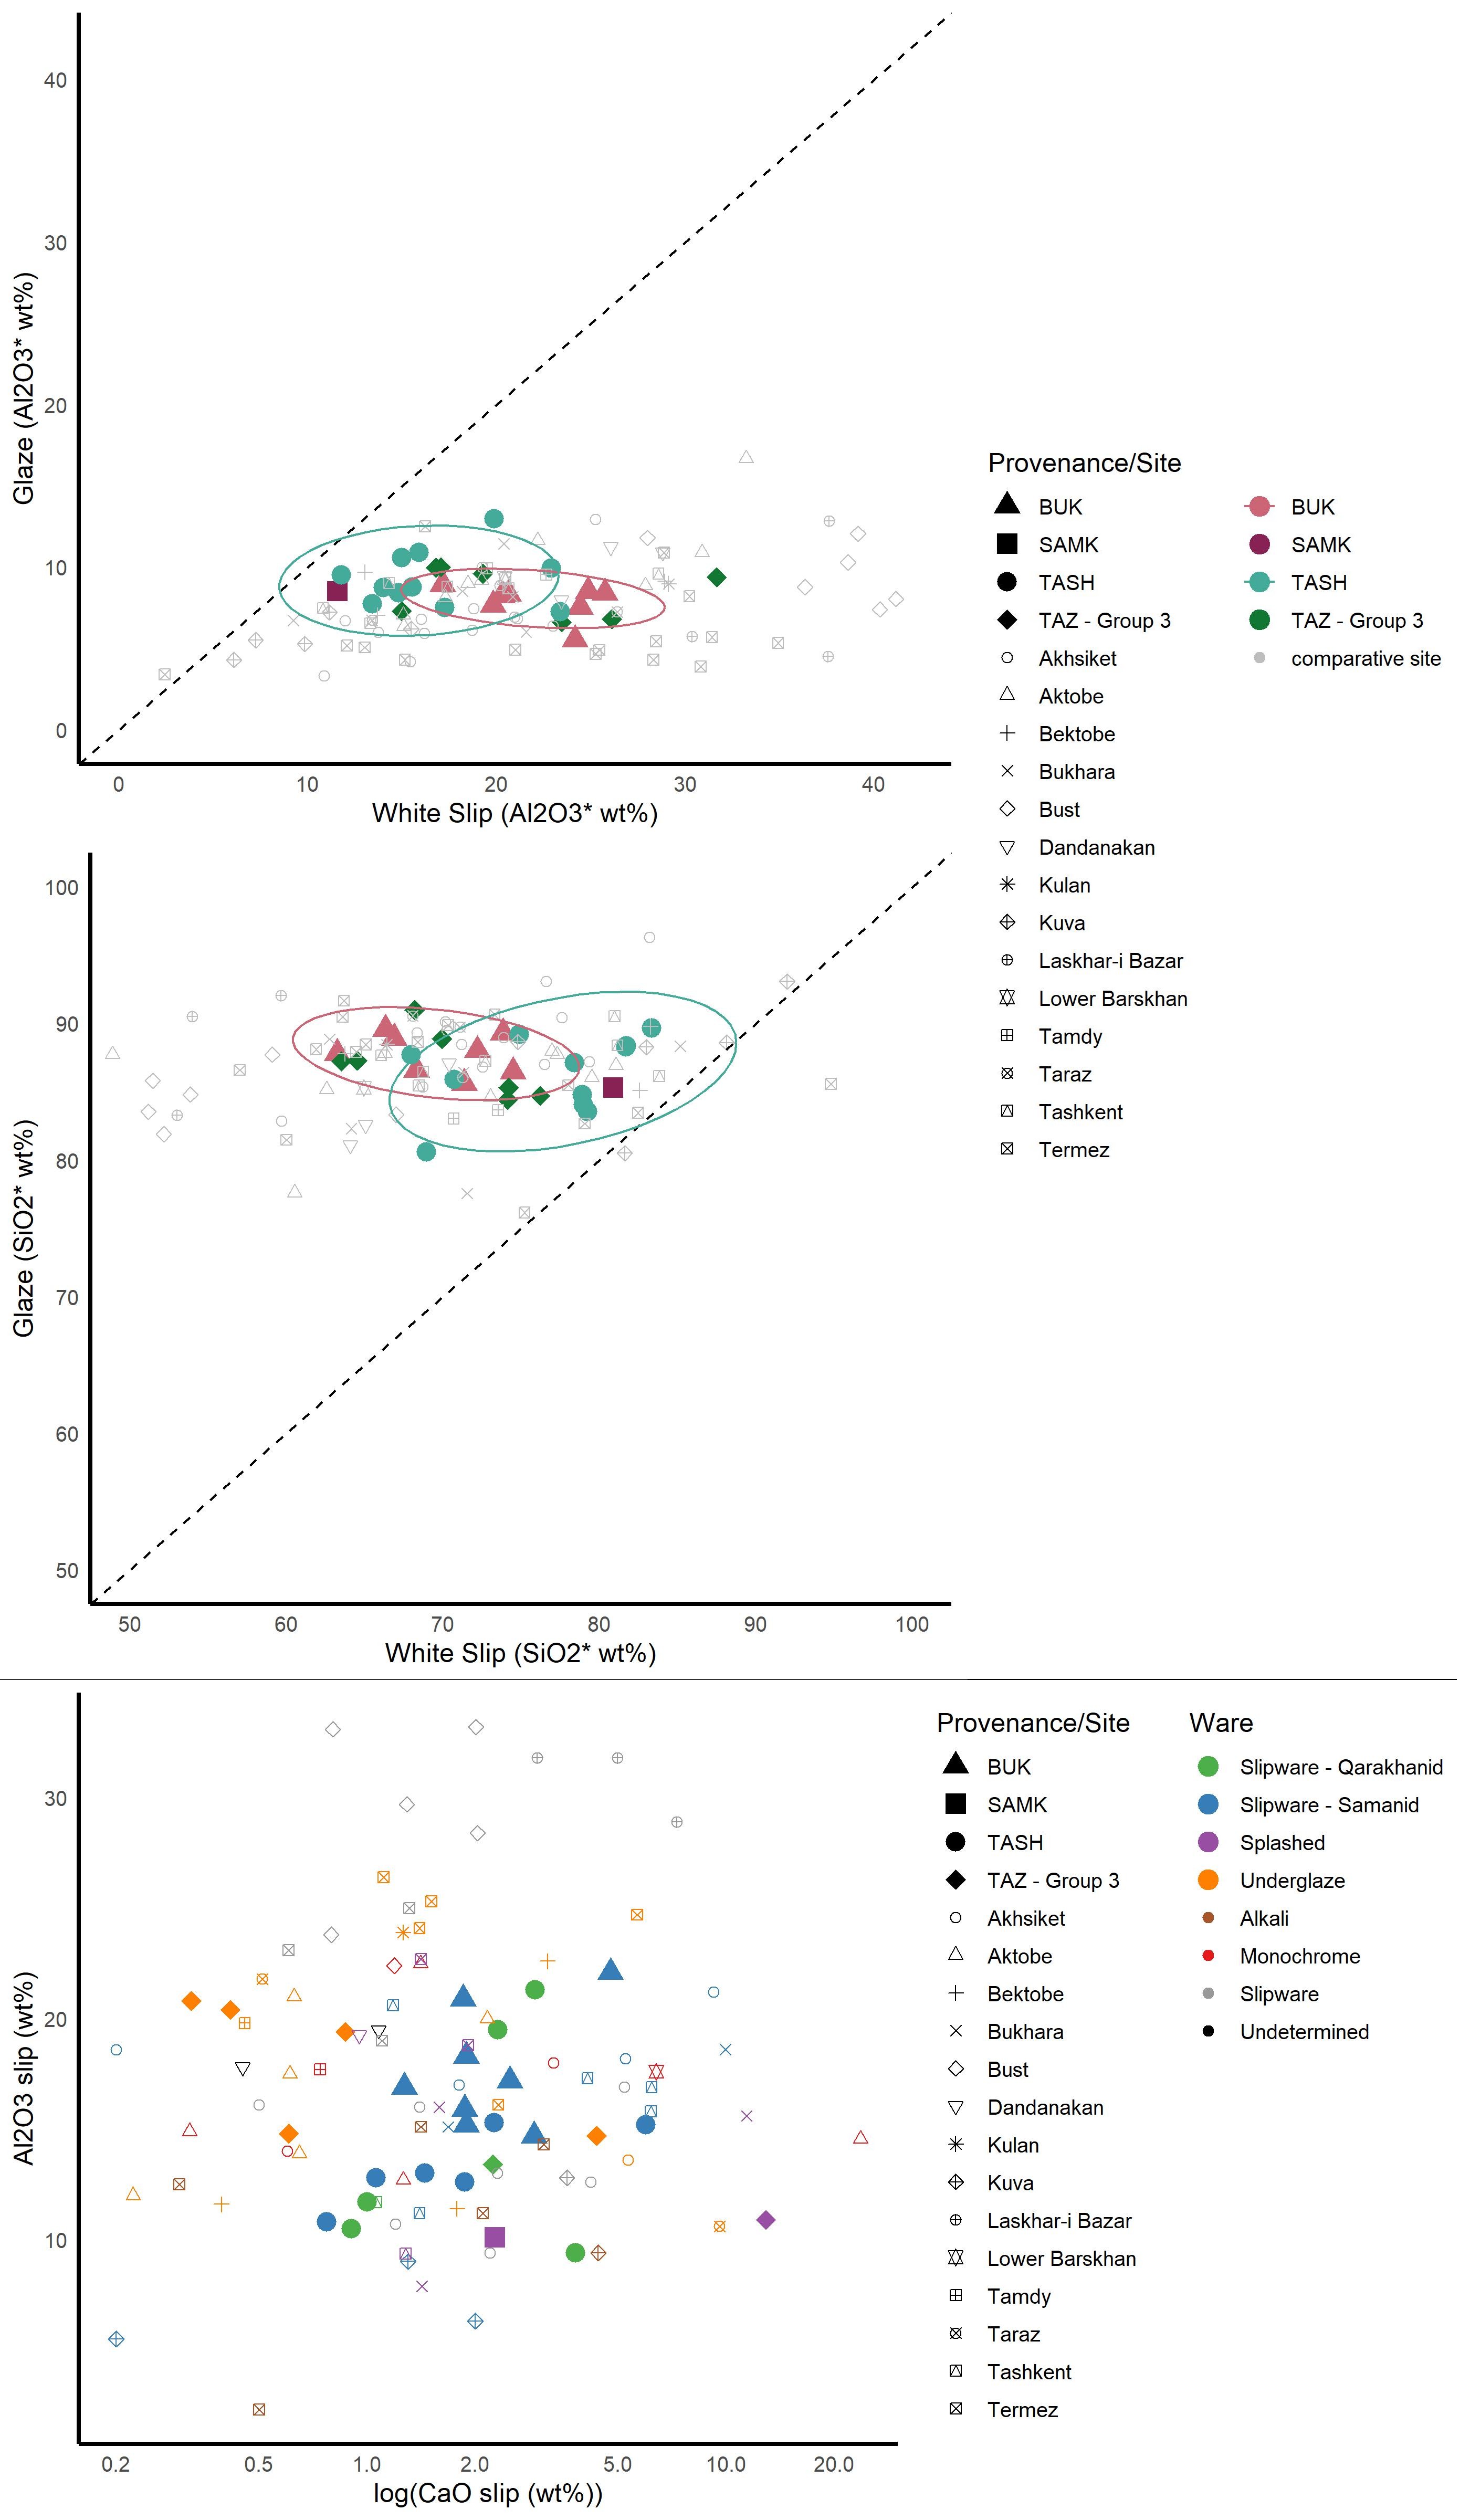 Glaze (Al2O3* wt%)
40
30
20
10
0
0 10 20 30 40
White Slip (Al2O3* wt%)
Provenance/Site
BUK BUK
SAMK SAMK
TASH TASH
TAZ - Group 3 TAZ - Group 3
Akhsiket comparative site
Aktobe
Bektobe
Bukhara
Bust
Dandanakan
Kulan
Kuva
Laskhar-i Bazar
Lower Barskhan
Tamdy
Taraz
Tashkent
Termez
Glaze (SiO2* wt%)
100
90
80
70
60
50
50 60 70 80 90 100
White Slip (SiO2* wt%)
Al2O3 slip (wt%)
30
20
10
0.2 0.5 1.0 2.0 5.0 10.0 20.0
log(CaO slip (wt%))
Provenance/Site Ware
BUK Slipware - Qarakhanid
SAMK Slipware - Samanid
TASH Splashed
TAZ - Group 3 Underglaze
Akhsiket Alkali
Aktobe Monochrome
Bektobe Slipware
Bukhara Undetermined
Bust
Dandanakan
Kulan
Kuva
Laskhar-i Bazar
Lower Barskhan
Tamdy
Taraz
Tashkent
Termez